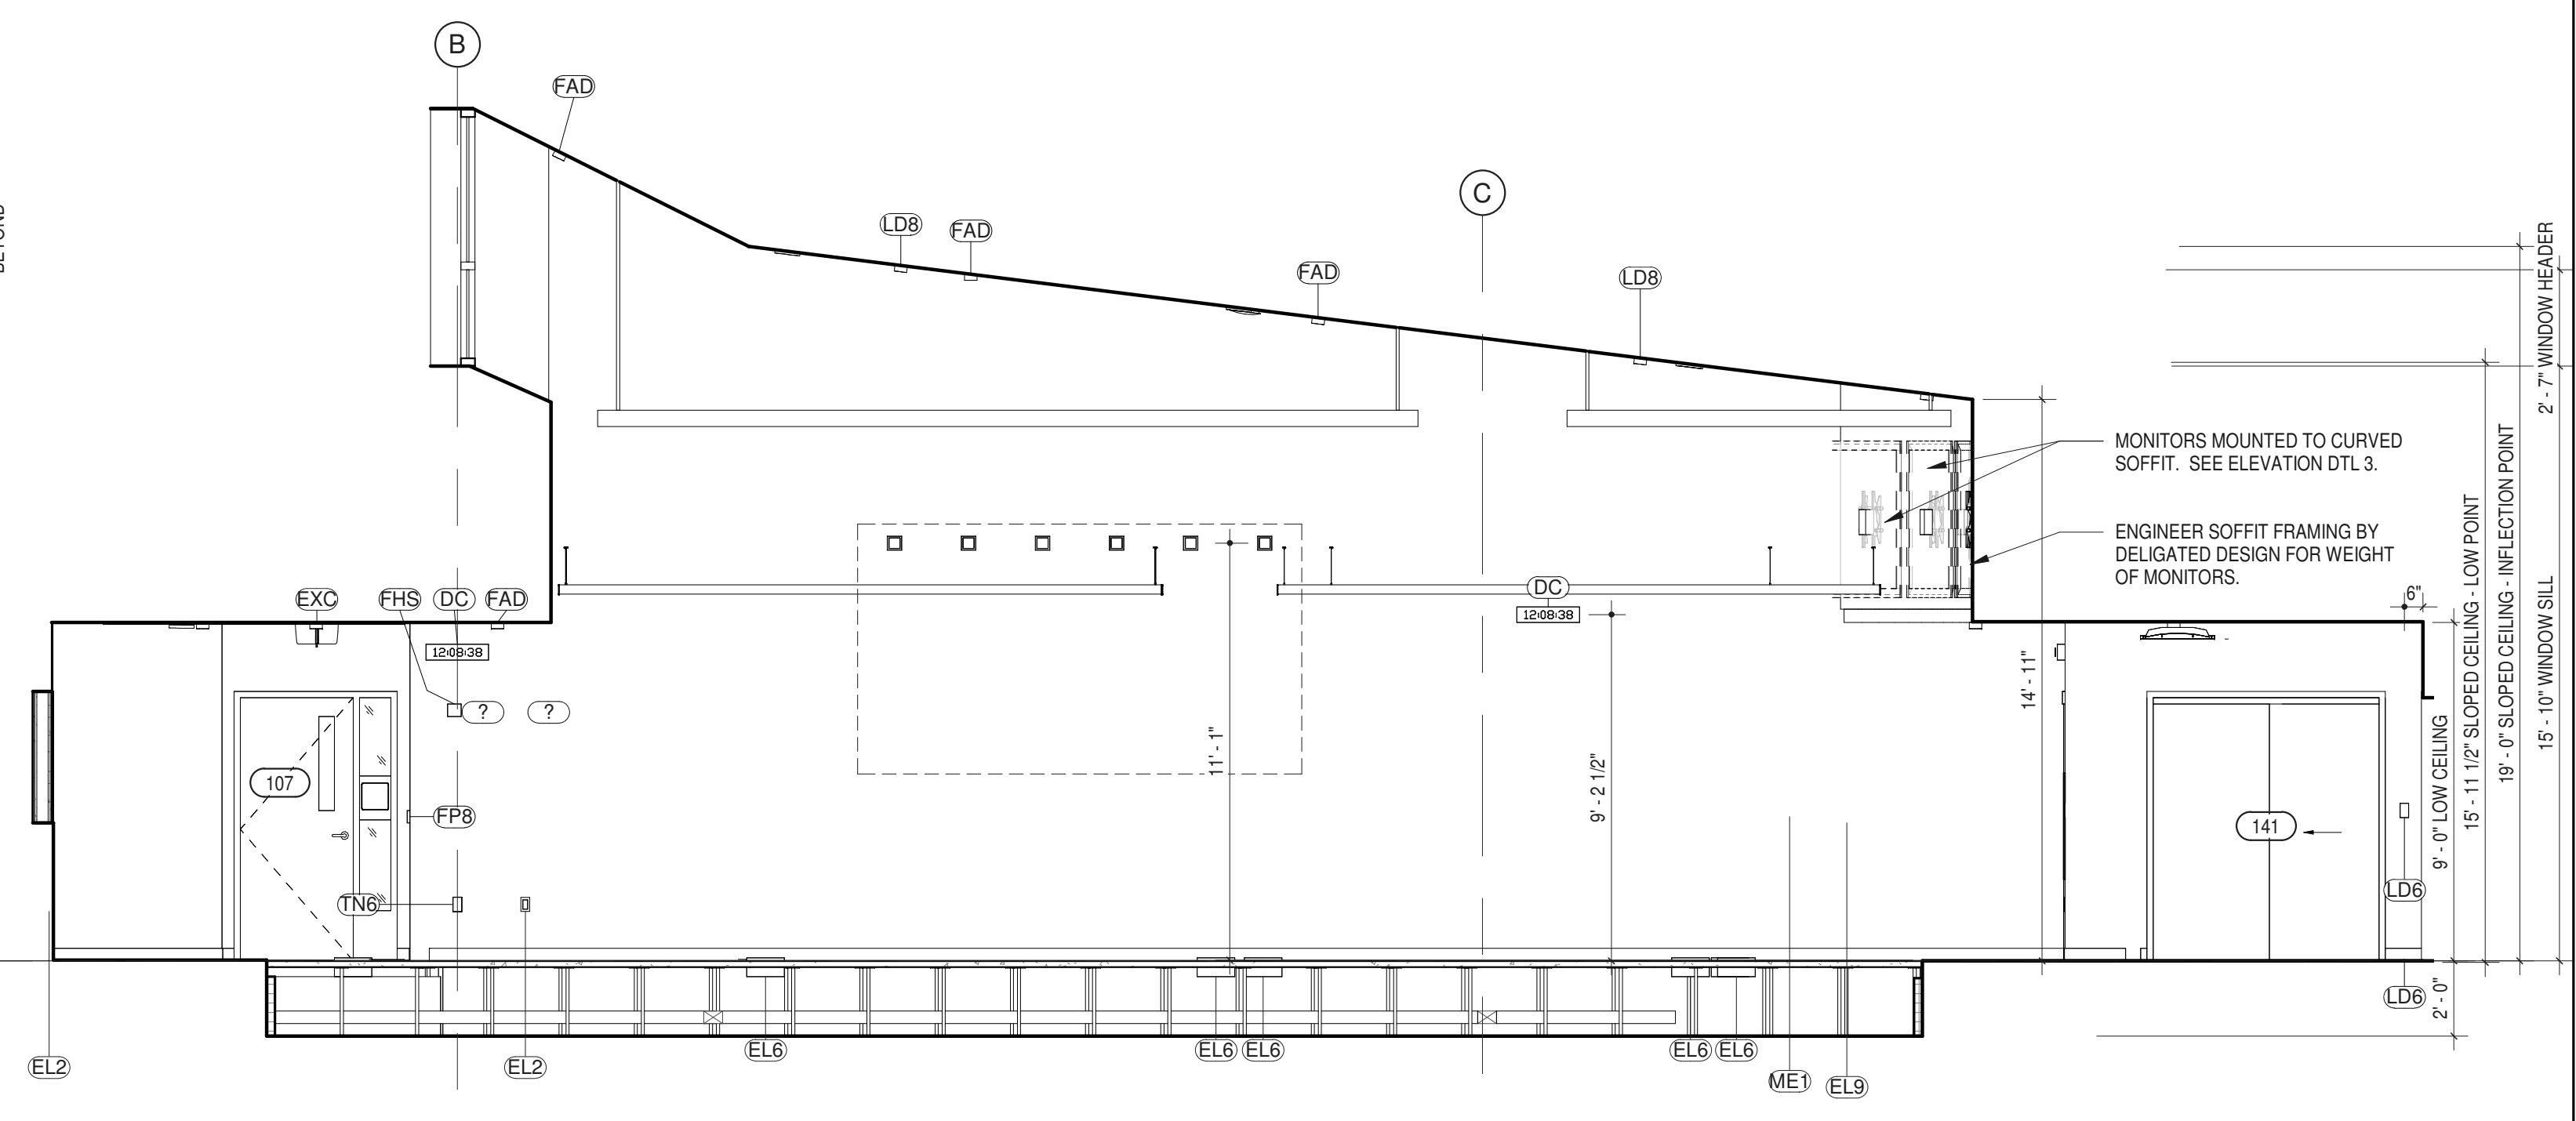 B
FAD
C
BEYOND
LD8
FAD
FAD
LD8
2' - 7" WINDOW HEADER
MONITORS MOUNTED TO CURVED
SOFFIT.  SEE ELEVATION DTL 3.
ENGINEER SOFFIT FRAMING BY
DELIGATED DESIGN FOR WEIGHT
OF MONITORS.
EXC
FHS
DC
FAD
DC
6"
12:08:38
12:08:38
?
?
107
FP8
TN6
11' - 1"
9' - 2 1/2"
14' - 11"
141
LD6
9' - 0" LOW CEILING
15' - 11 1/2" SLOPED CEILING - LOW POINT
19' - 0" SLOPED CEILING - INFLECTION POINT
15' - 10" WINDOW SILL
LD6
2' - 0"
EL2
EL2
EL6
EL6
EL6
EL6
EL6
ME1
EL9